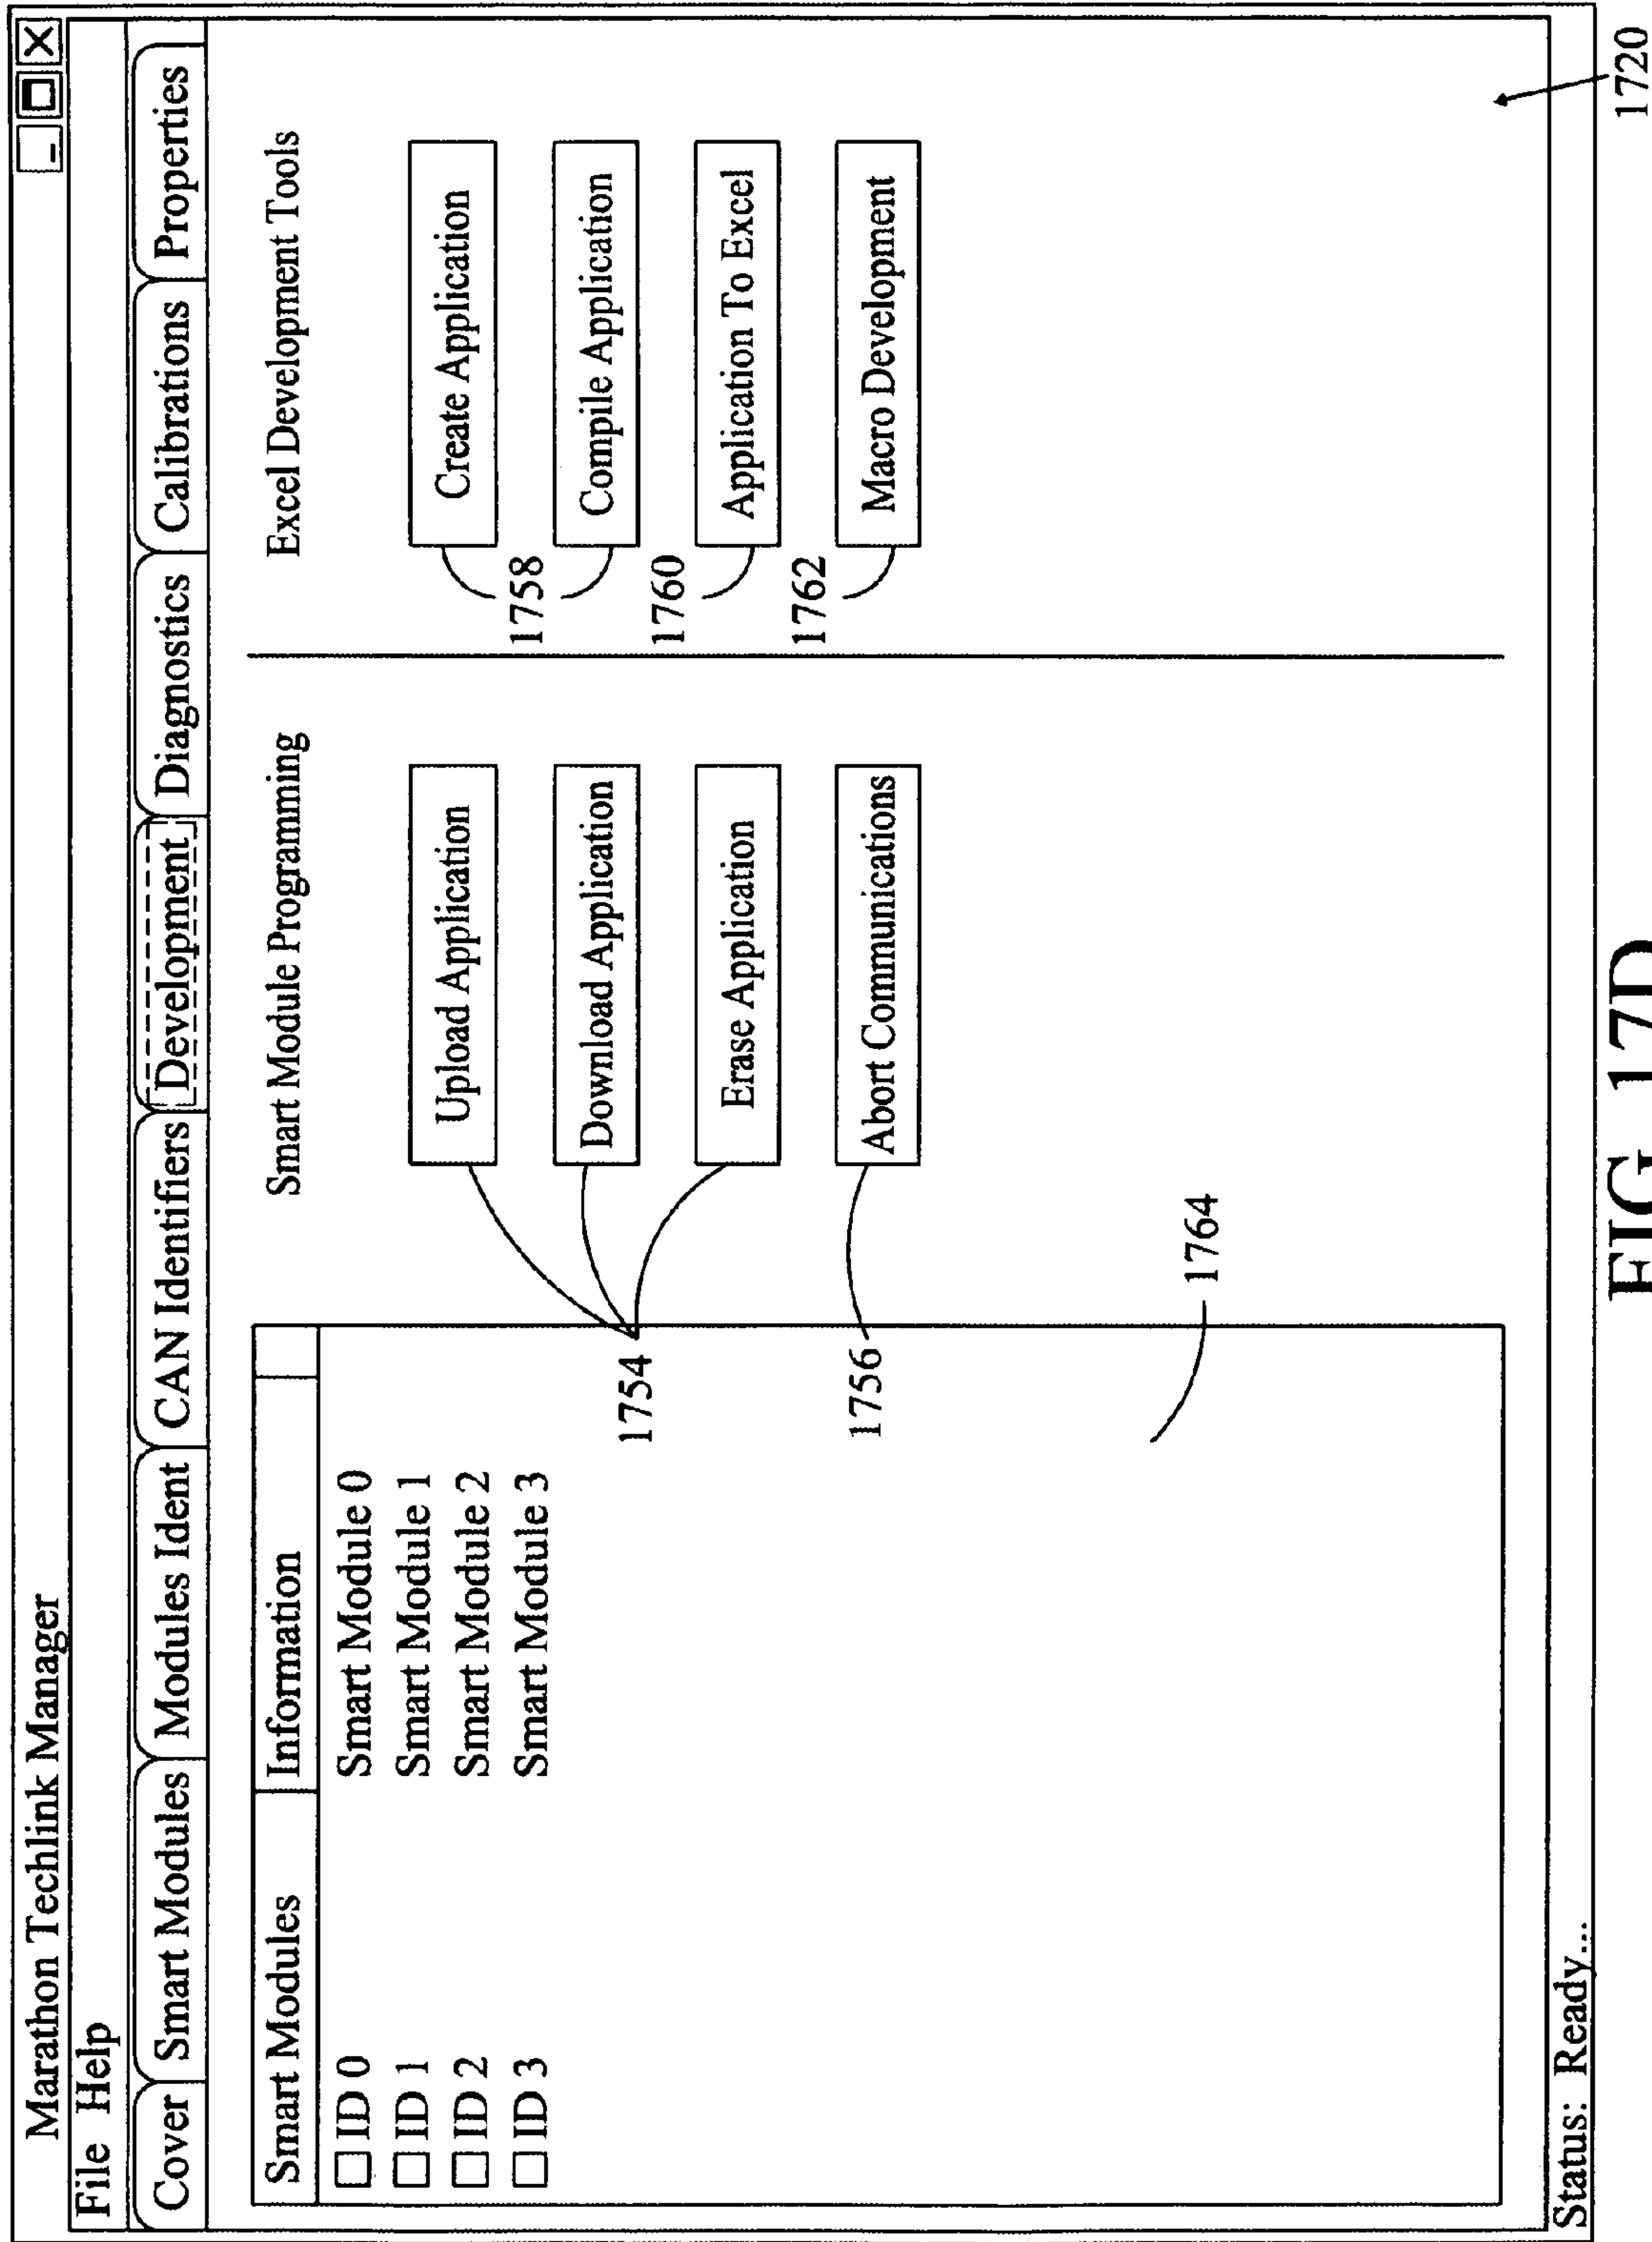 Marathon Techlink Manager
File Help
Cover Smart Modules Modules Ident CAN Identifiers Development Diagnostics Calibrations Properties
Smart Modules Information
ID 0 Smart Module 0
ID 1 Smart Module 1
ID 2 Smart Module 2
ID 3 Smart Module 3
1754
1756
1764
Smart Module Programming
Upload Application
Download Application
Erase Application
Abort Communications
Excel Development Tools
Create Application
1758
Compile Application
1760
Application To Excel
1762
Macro Development
Status: Ready...
1720
FIG. 17D